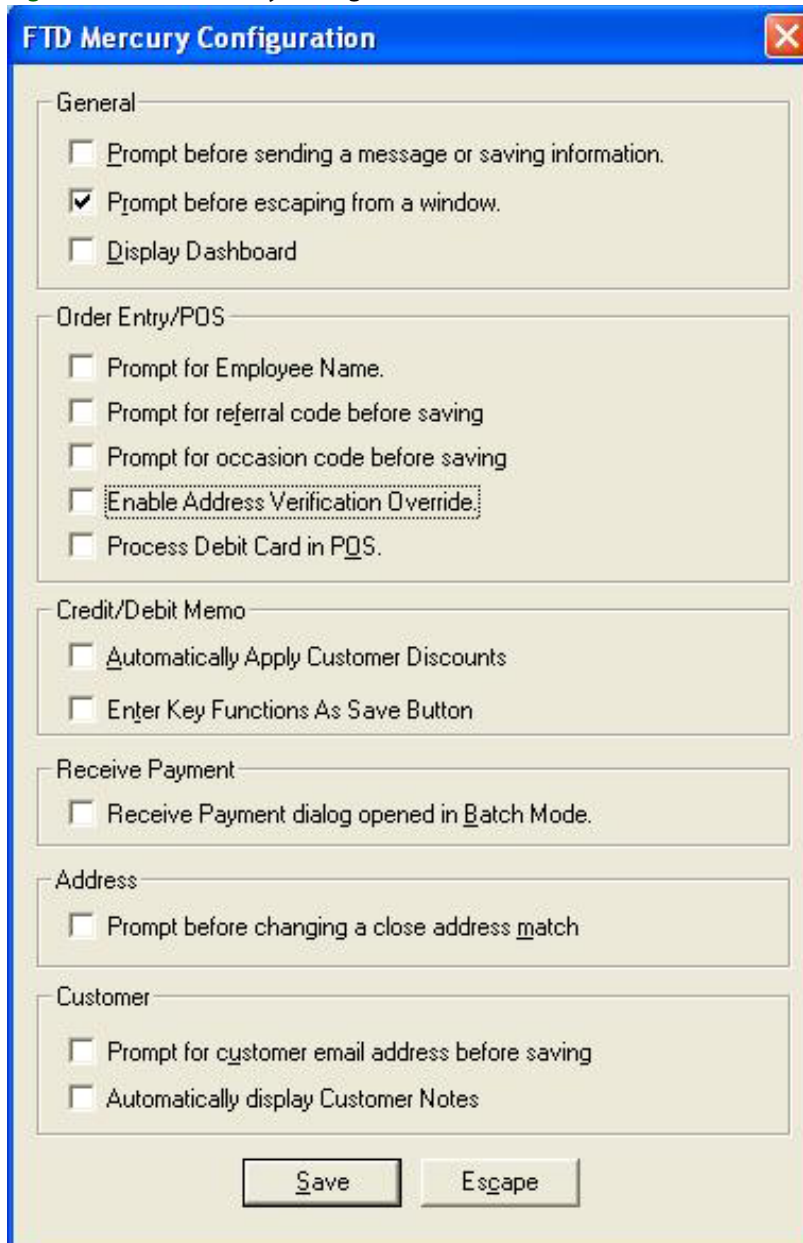 FTD Mercury Configuration
General
Prompt before sending a message or saving information.
Prompt before escaping from a window.
Display Dashboard
Order Entry/POS
Prompt for Employee Name.
Prompt for referral code before saving
Prompt for occasion code before saving
Enable Address Verification Override.
Process Debit Card in POS.
Credit/Debit Memo
Automatically Apply Customer Discounts
Enter Key Functions As Save Button
Receive Payment
Receive Payment dialog opened in Batch Mode.
Address
Prompt before changing a close address match
Customer
Prompt for customer email address before saving
Automatically display Customer Notes
Save
Escape